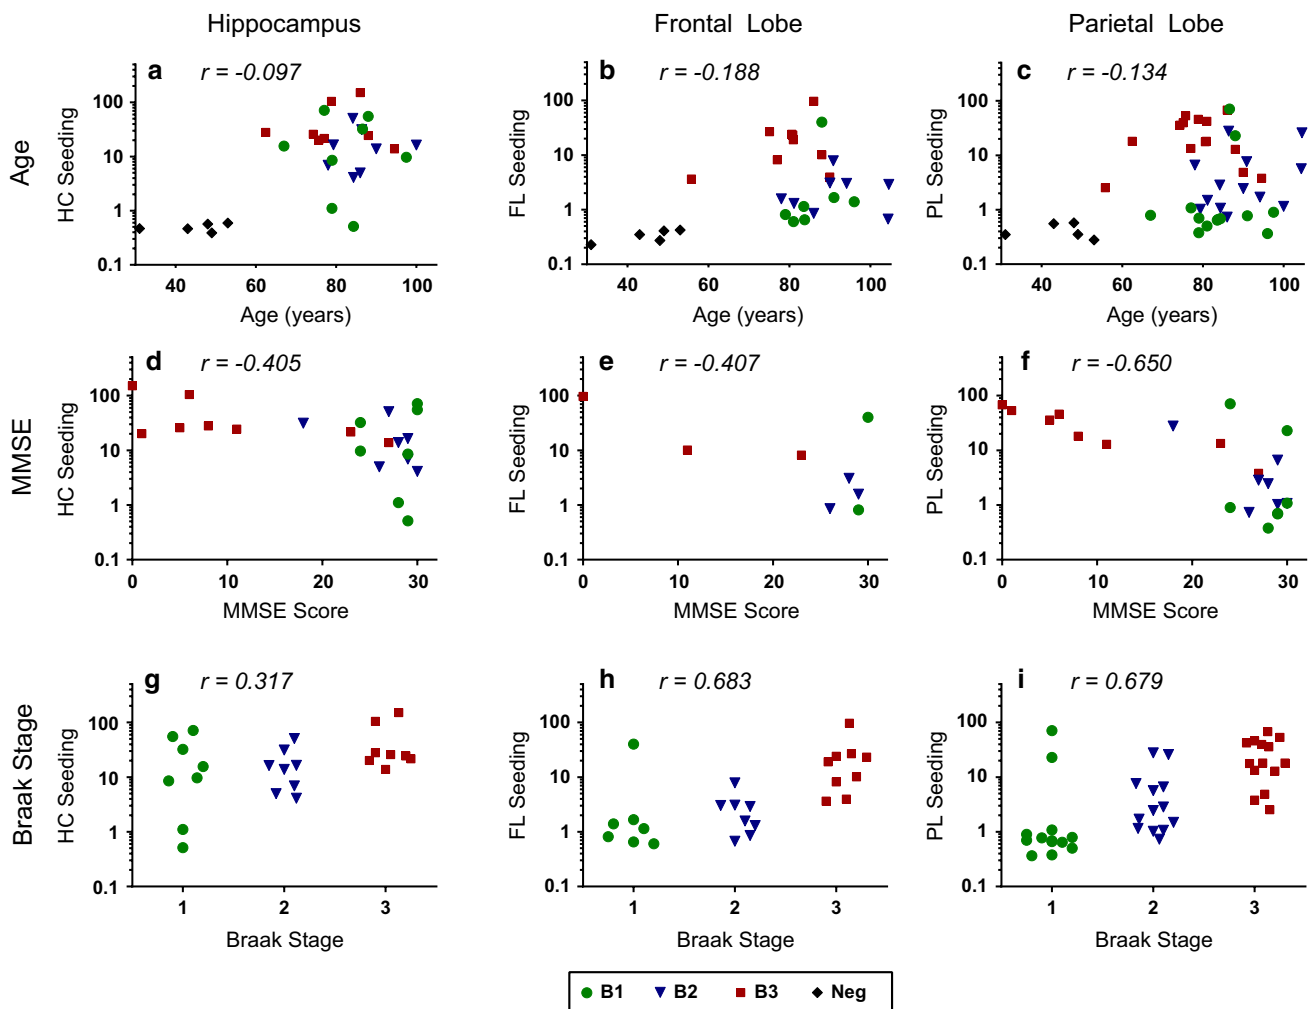 Hippocampus Frontal Lobe Parietal Lobe
Age
a r = -0.097
HC Seeding
100
10
1
0.1
40 60 80 100
Age (years)
b r = -0.188
FL Seeding
100
10
1
0.1
40 60 80 100
Age (years)
c r = -0.134
PL Seeding
100
10
1
0.1
40 60 80 100
Age (years)
MMSE
d r = -0.405
HC Seeding
100
10
1
0.1
0 10 20 30
MMSE Score
e r = -0.407
FL Seeding
100
10
1
0.1
0 10 20 30
MMSE Score
f r = -0.650
PL Seeding
100
10
1
0.1
0 10 20 30
MMSE Score
Braak Stage
g r = 0.317
HC Seeding
100
10
1
0.1
1 2 3
Braak Stage
h r = 0.683
FL Seeding
100
10
1
0.1
1 2 3
Braak Stage
i r = 0.679
PL Seeding
100
10
1
0.1
1 2 3
Braak Stage
B1 B2 B3 Neg